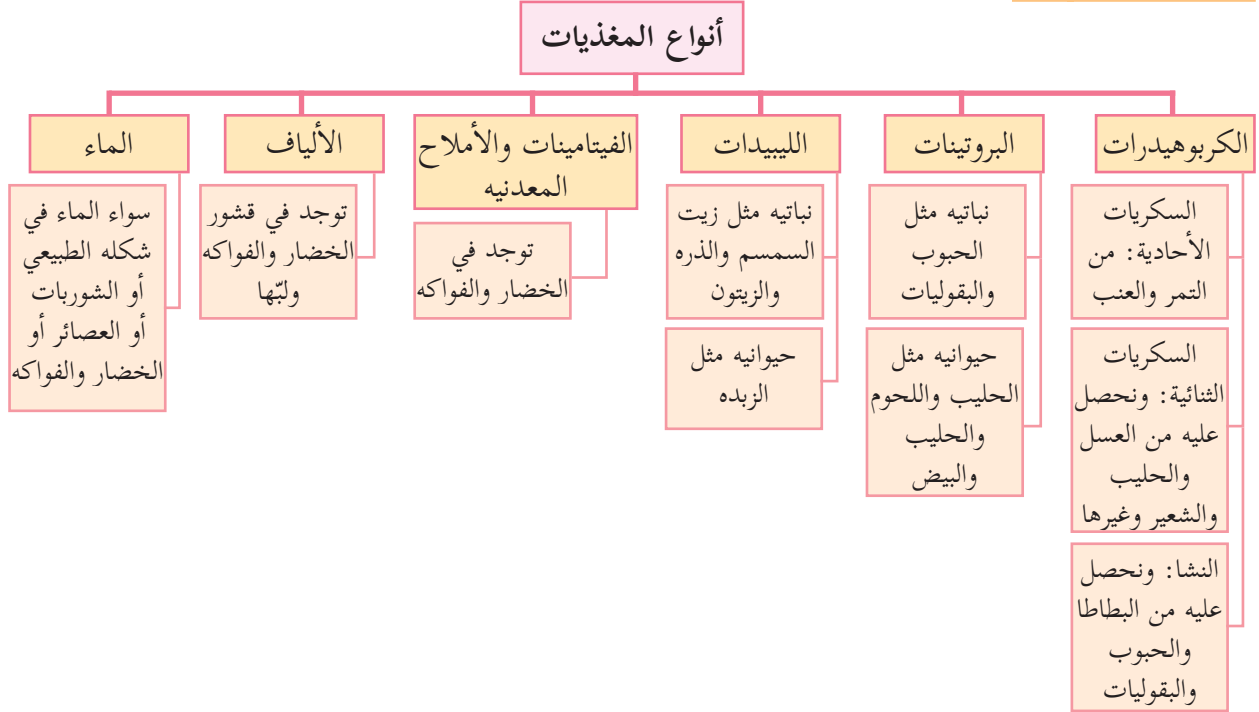 أنواع المغذيات
الكربوهيدرات
السكريات
الأحادية: من
التمر والعنب
السكريات
الثنائية: ونحصل
عليه من العسل
والحليب
والشعير وغيرها
النشا: ونحصل
عليه من البطاطا
والحبوب
والبقوليات
البروتينات
نباتيه مثل
الحبوب
والبقوليات
حيوانيه مثل
الحليب واللحوم
والحليب
والبيض
الليبيدات
نباتيه مثل زيت
السمسم والذره
والزيتون
حيوانيه مثل
الزبده
الفيتامينات والأملاح
المعدنيه
توجد في
الخضار والفواكه
الألياف
توجد في قشور
الخضار والفواكه
ولبّها
الماء
سواء الماء في
شكله الطبيعي
أو الشوربات
أو العصائر أو
الخضار والفواكه